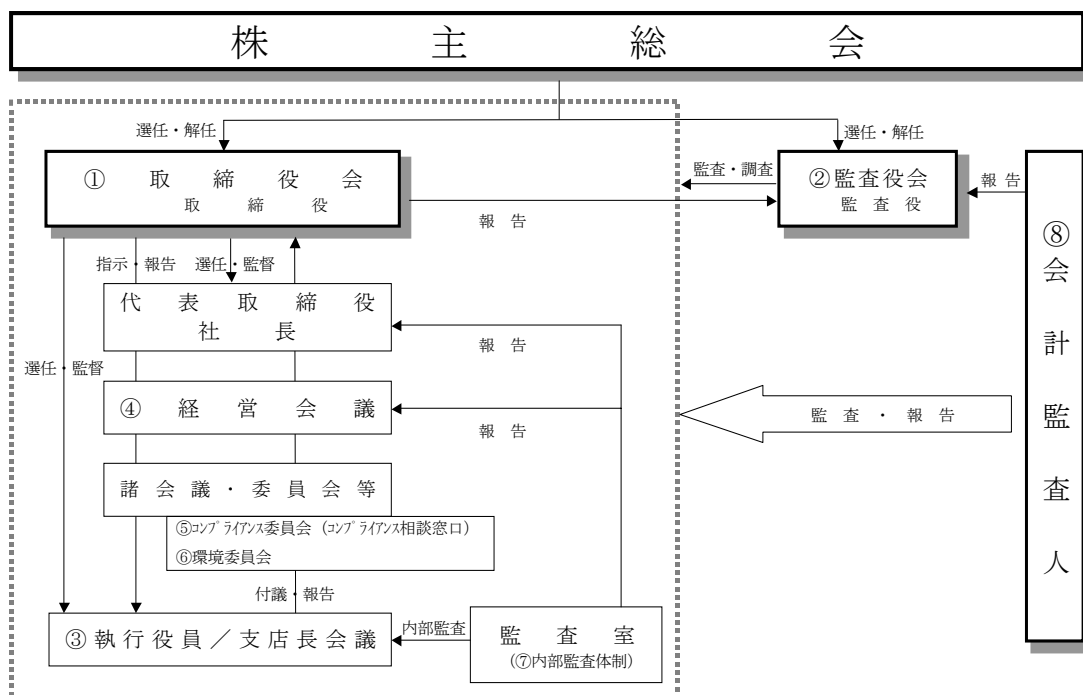 株主総会
選任・解任
選任・解任
①取締役会
取締役
監査・調査
②監査役会
監査役
報告
報告
⑧会計監査人
指示・報告
選任・監督
代表取締役
社長
報告
選任・監督
④経営会議
報告
監査・報告
諸会議・委員会等
⑤コンプライアンス委員会（コンプライアンス相談窓口）
⑥環境委員会
付議・報告
③執行役員／支店長会議
内部監査
監査室
（⑦内部監査体制）